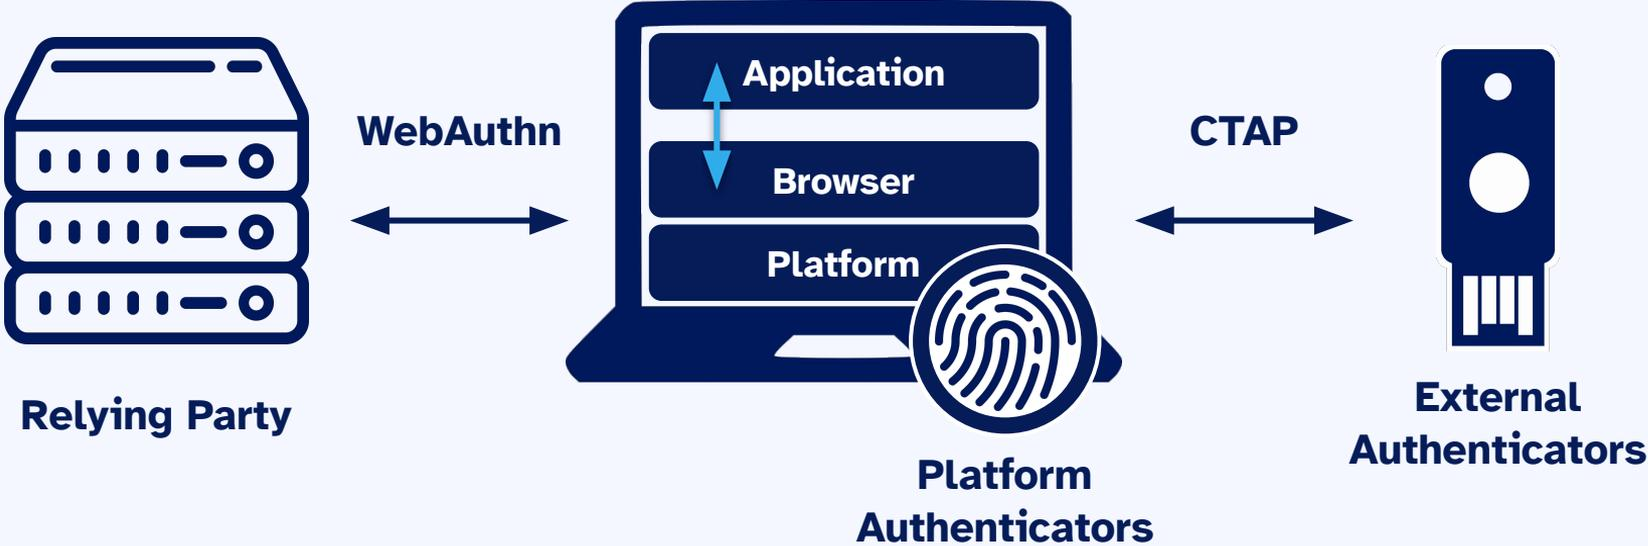 WebAuthn
Application
Browser
Platform
CTAP
Relying Party
Platform
Authenticators
External
Authenticators